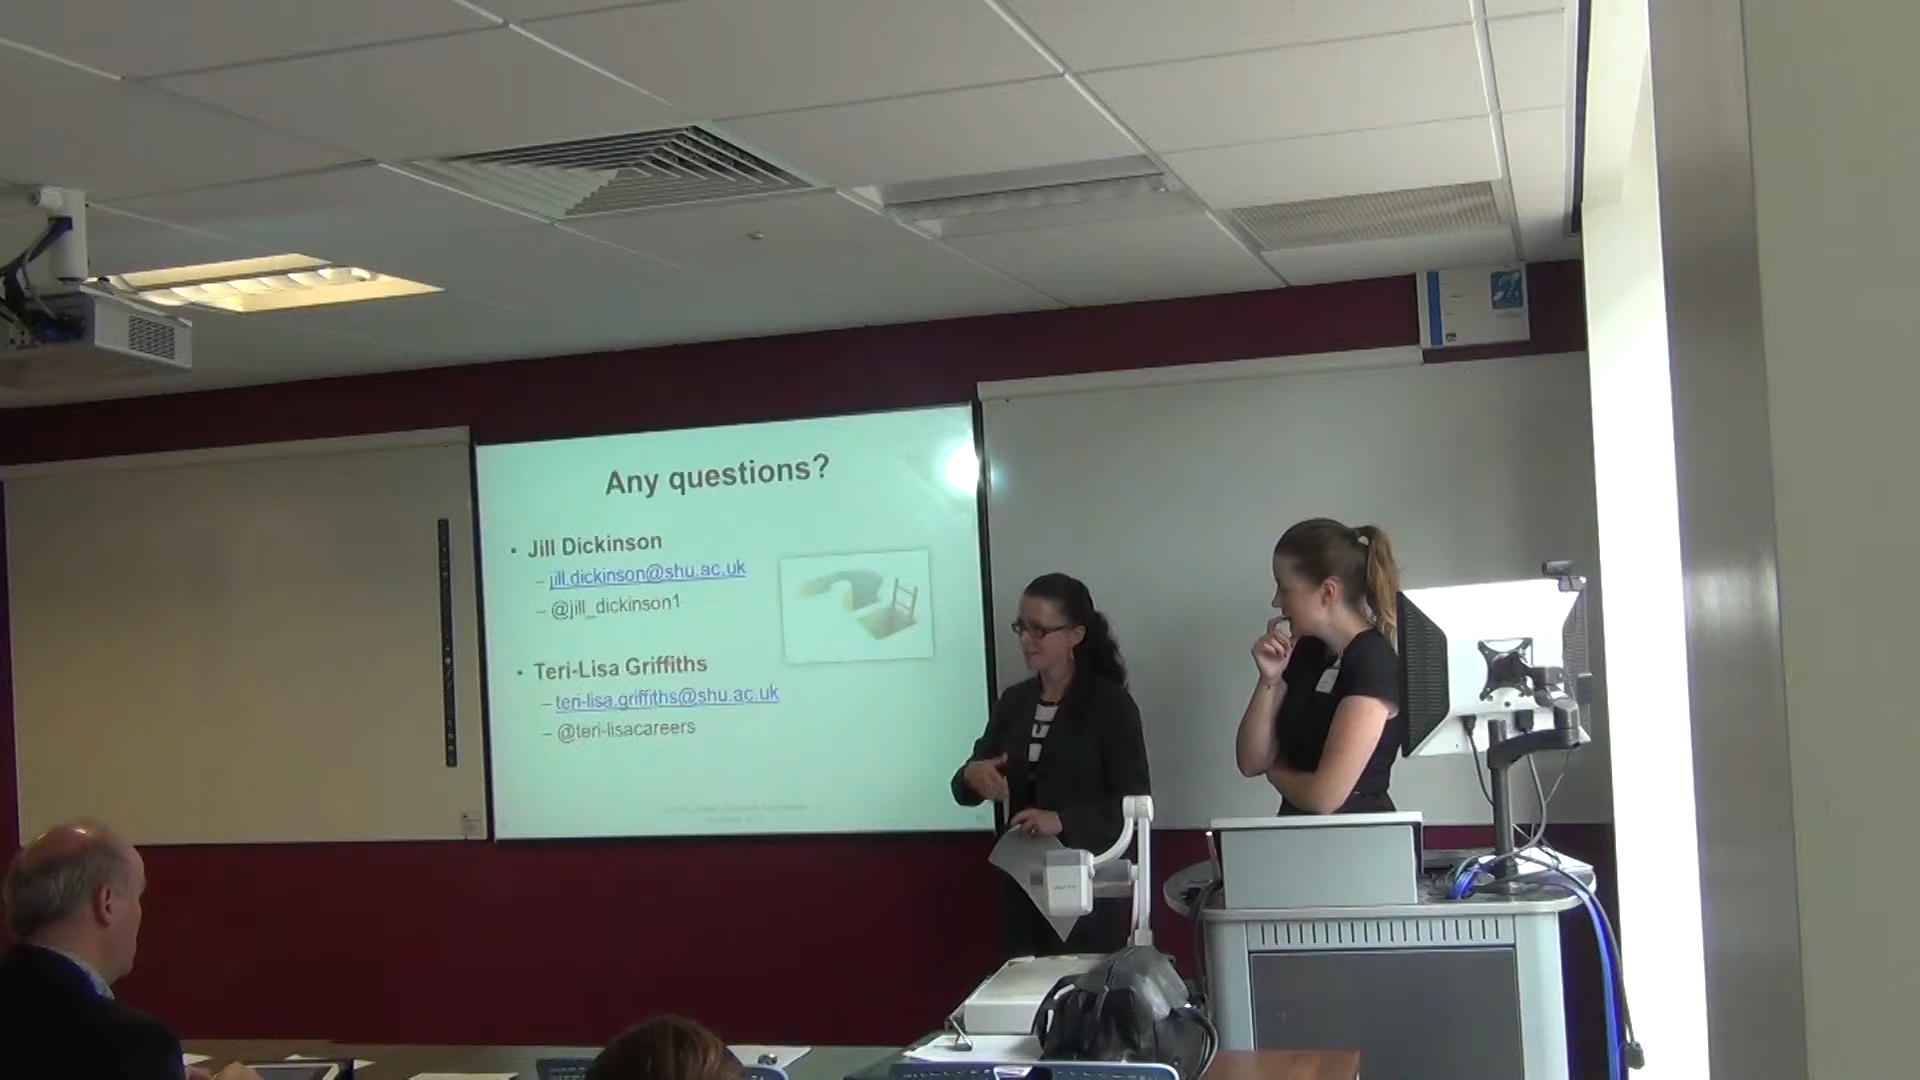 Any questions?
• Jill Dickinson
– jill.dickinson@shu.ac.uk
– @jill_dickinson1
• Teri-Lisa Griffiths
– teri-lisa.griffiths@shu.ac.uk
– @teri-lisacareers